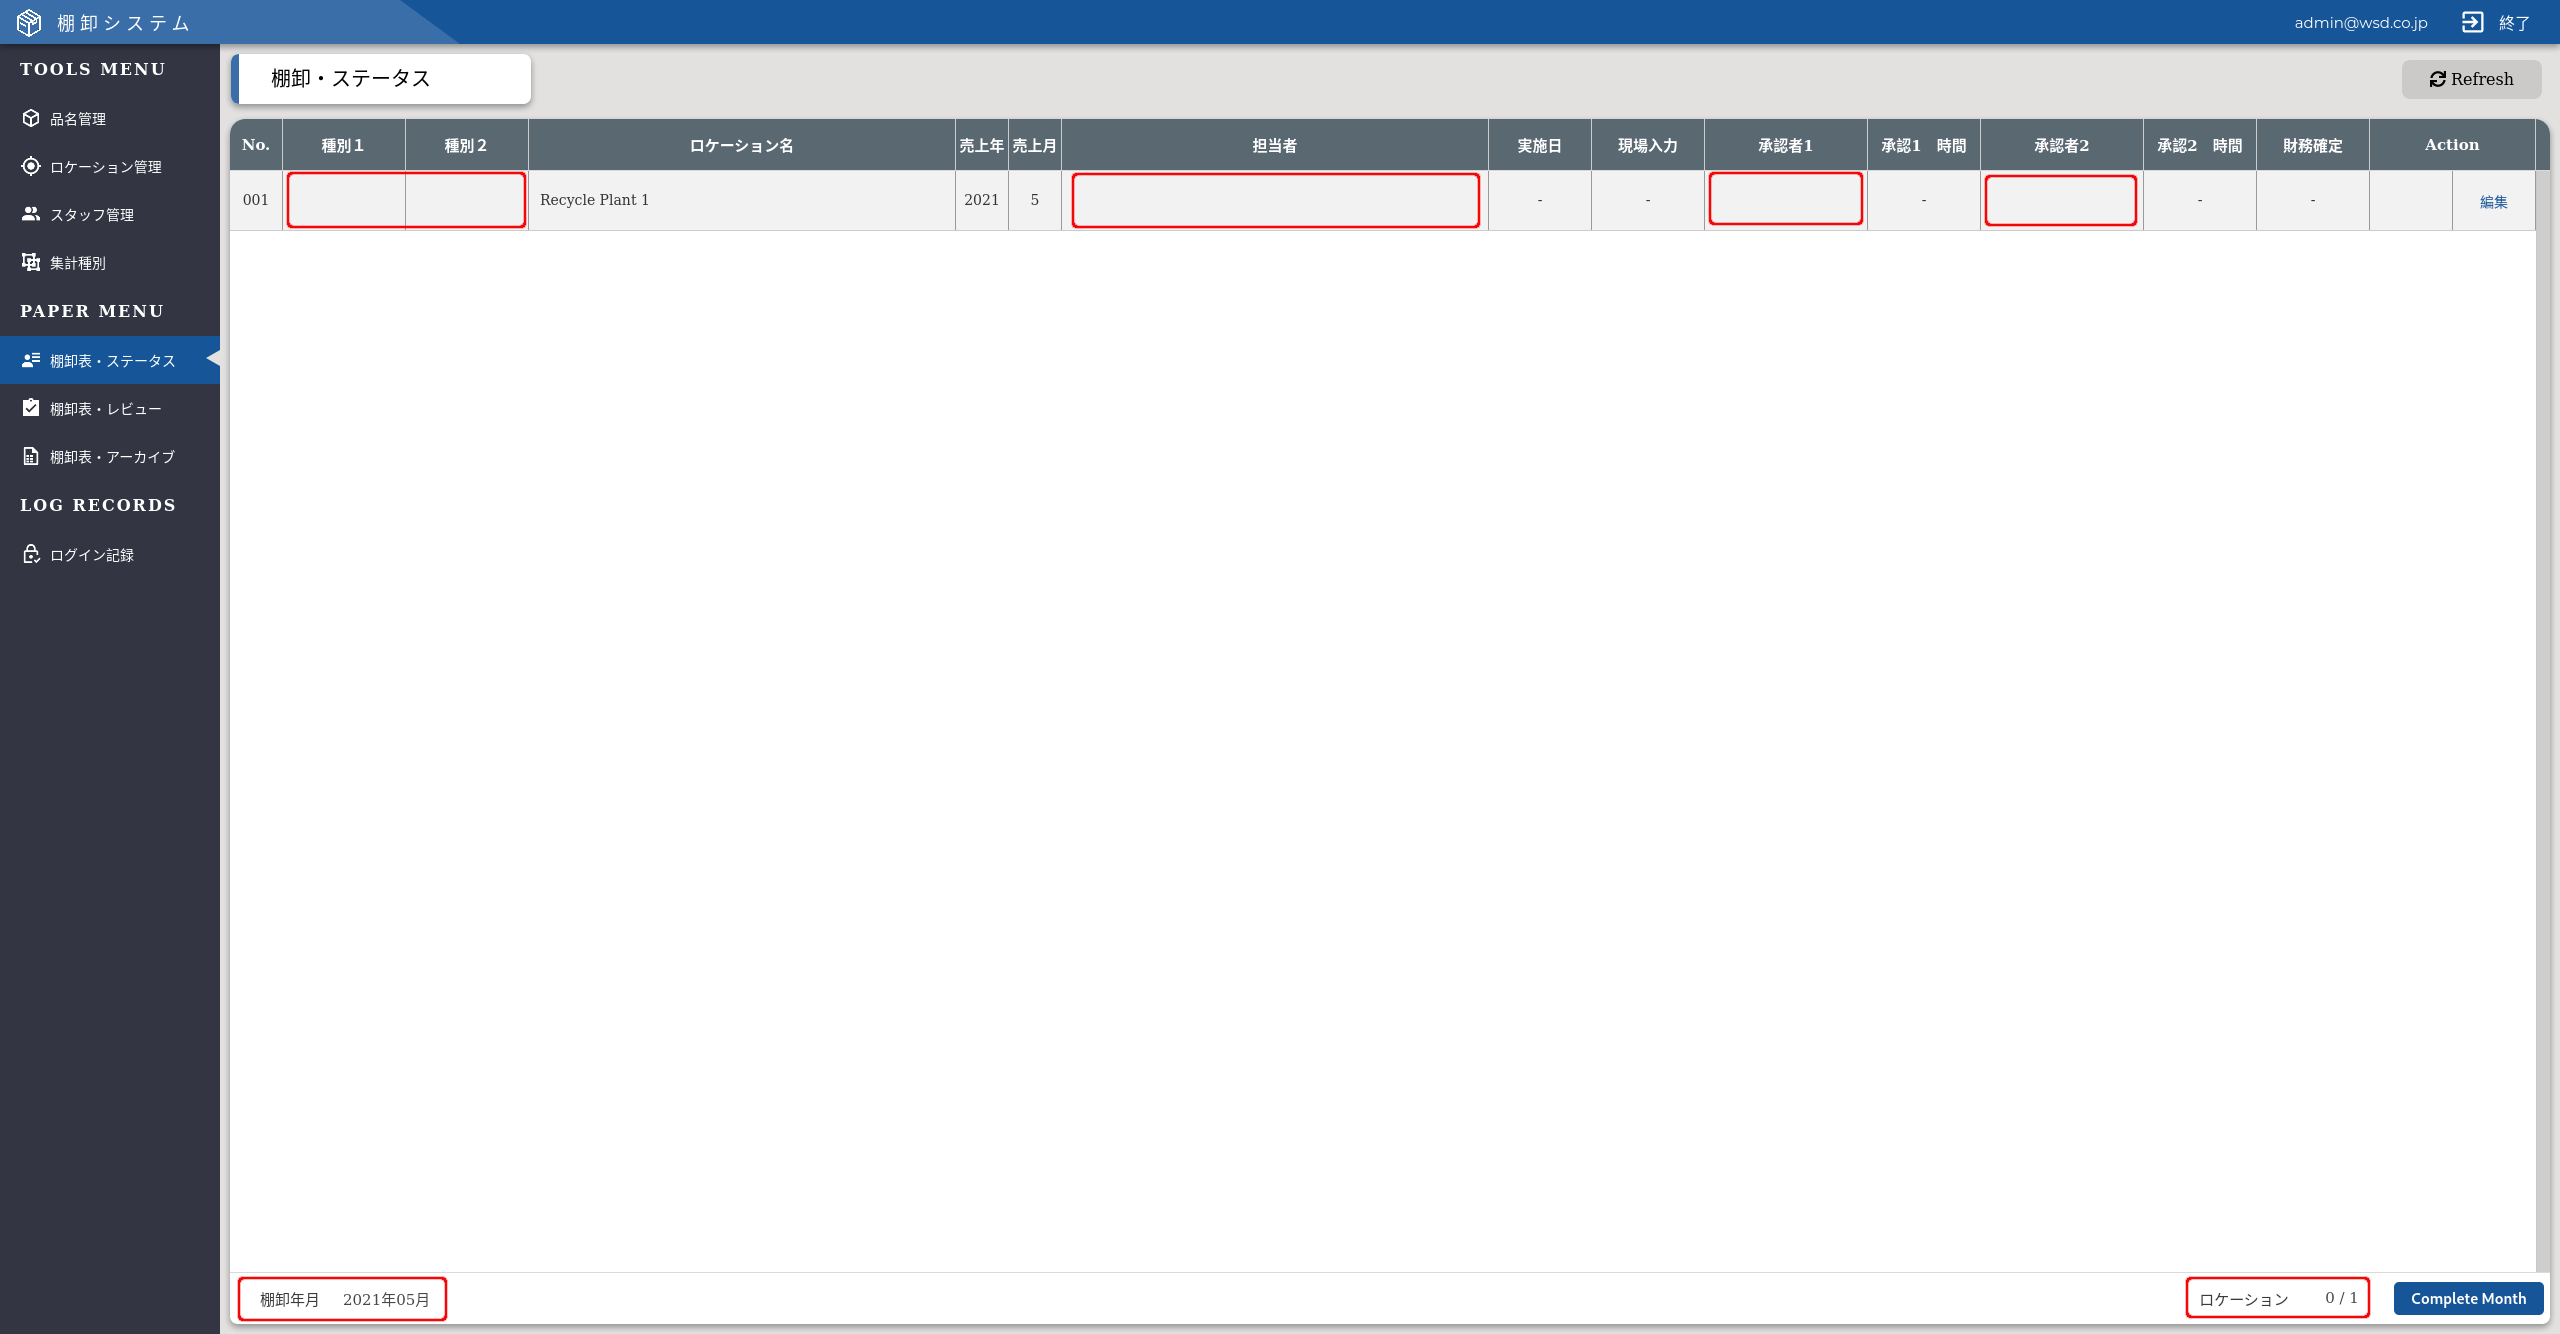 棚卸システム
admin@wsd.co.jp 終了
TOOLS MENU
品名管理
ロケーション管理
スタッフ管理
集計種別
PAPER MENU
棚卸表・ステータス
棚卸表・レビュー
棚卸表・アーカイブ
LOG RECORDS
ログイン記録
棚卸・ステータス
Refresh
No. 種別１ 種別２ ロケーション名 売上年 売上月 担当者 実施日 現場入力 承認者1 承認1　時間 承認者2 承認2　時間 財務確定 Action
001 Recycle Plant 1 2021 5 - - - - - 編集
棚卸年月 2021年05月
ロケーション 0 / 1
Complete Month